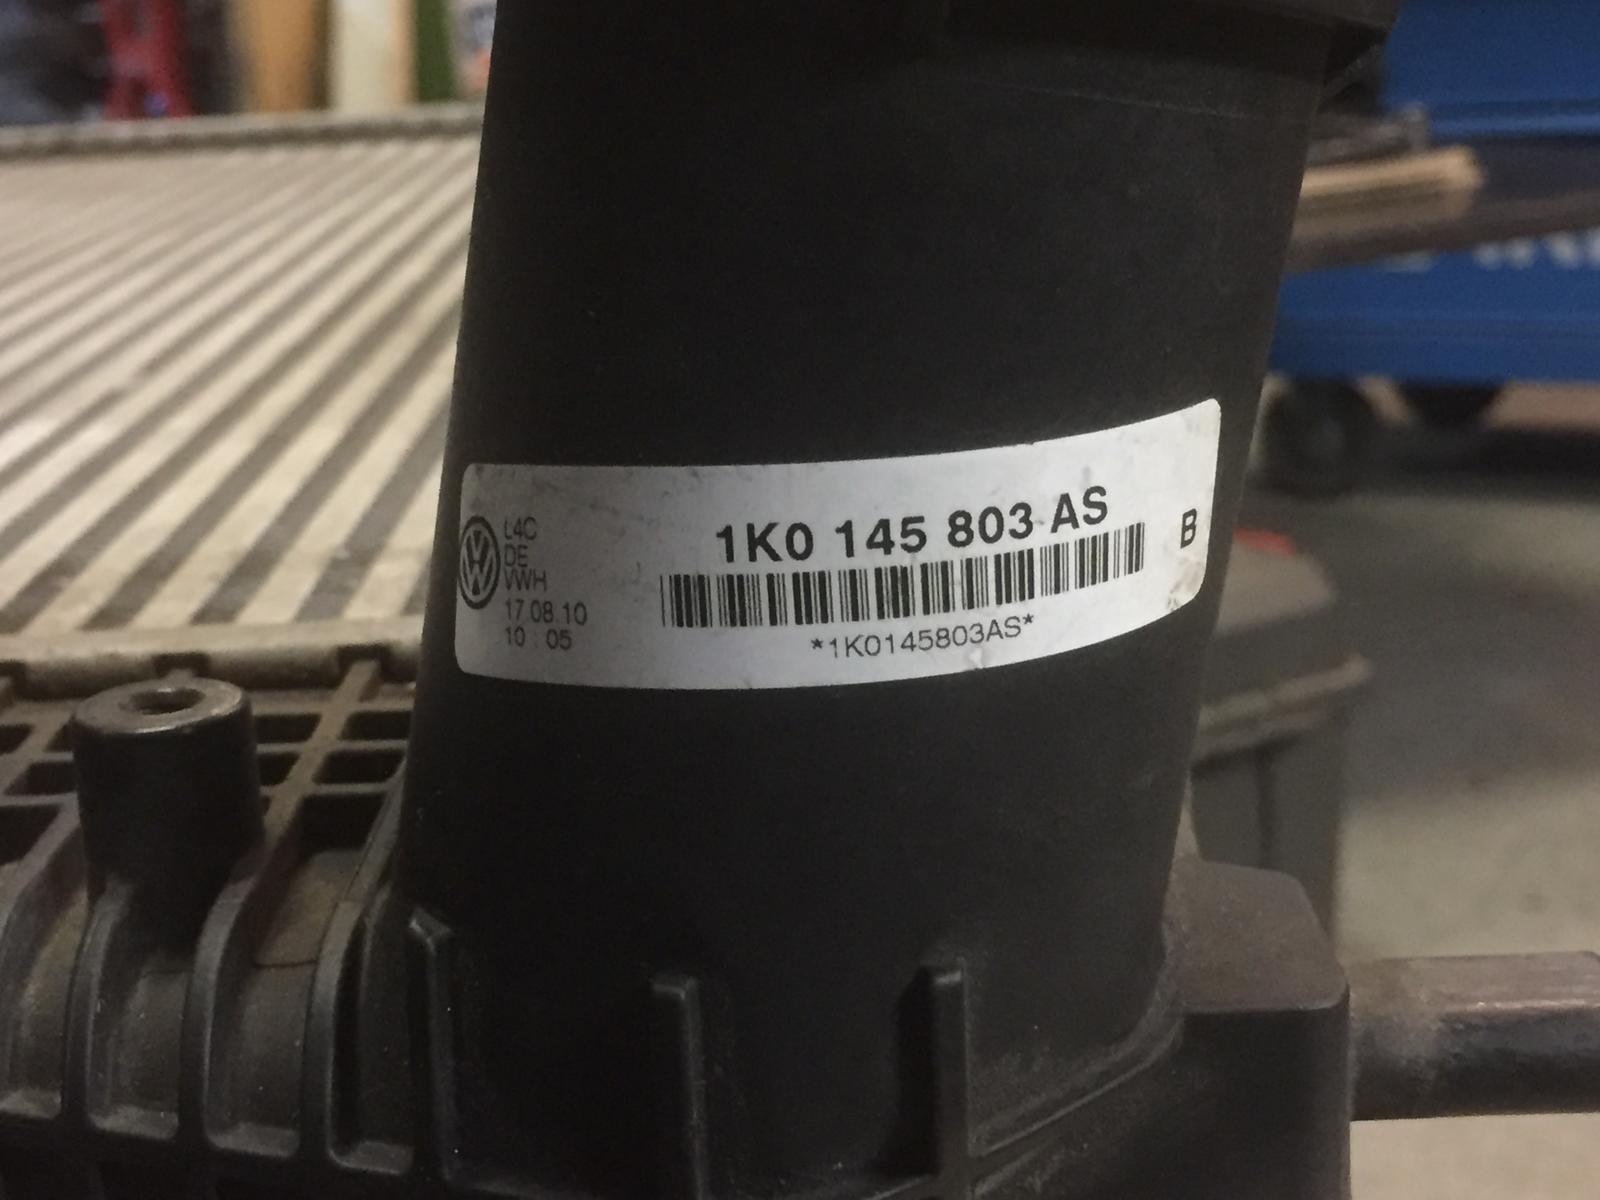 L4C
DE
VWH
17.08.10
10 : 05
1K0 145 803 AS
*1K0145803AS*
B